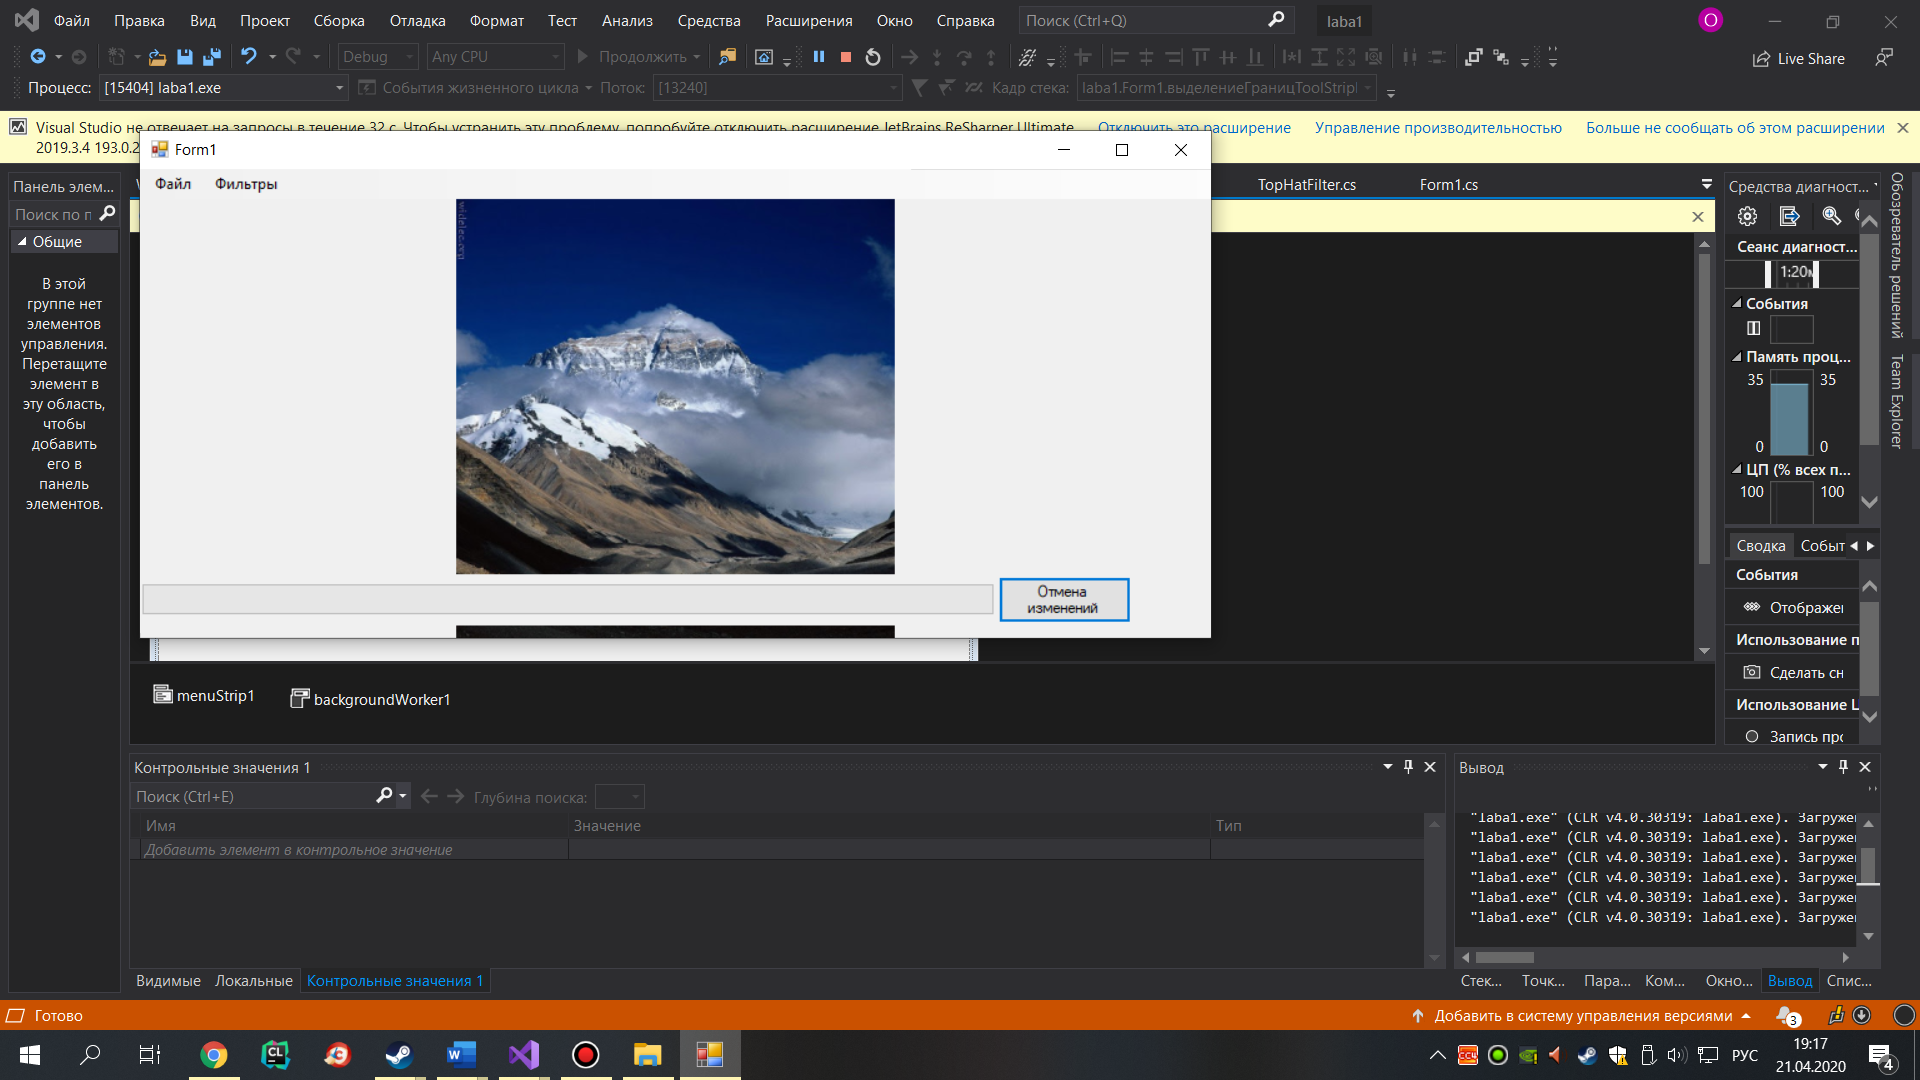 Файл Правка Вид Проект Сборка Отладка Формат Тест Анализ Средства Расширения Окно Справка Поиск (Ctrl+Q) laba1 O
Debug Any CPU Продолжить Live Share
Процесс: [15404] laba1.exe События жизненного цикла Поток: [13240] Кадр стека: laba1.Form1.выделениеГраницToolStripI
Visual Studio не отвечает на запросы в течение 32 с. Чтобы устранить эту проблему, попробуйте отключить расширение JetBrains ReSharper Ultimate Отключить это расширение Управление производительностью Больше не сообщать об этом расширении
2019.3.4 193.0.2
Form1
Файл Фильтры
Отмена
изменений
Панель элем...
Поиск по п
Общие
В этой
группе нет
элементов
управления.
Перетащите
элемент в
эту область,
чтобы
добавить
его в
панель
элементов.
TopHatFilter.cs Form1.cs
menuStrip1 backgroundWorker1
Средства диагност...
Сеанс диагност...
1:20м
События
Память проц...
35 35
0 0
ЦП (% всех п...
100 100
Сводка Событ
События
Отображен
Использование п
Сделать сн
Использование Ц
Запись про
Обозреватель решений
Team Explorer
Контрольные значения 1
Поиск (Ctrl+E) Глубина поиска:
Имя Значение Тип
Добавить элемент в контрольное значение
Видимые Локальные Контрольные значения 1
Вывод
"laba1.exe" (CLR v4.0.30319: laba1.exe). Загружен
"laba1.exe" (CLR v4.0.30319: laba1.exe). Загружен
"laba1.exe" (CLR v4.0.30319: laba1.exe). Загружен
"laba1.exe" (CLR v4.0.30319: laba1.exe). Загружен
"laba1.exe" (CLR v4.0.30319: laba1.exe). Загружен
"laba1.exe" (CLR v4.0.30319: laba1.exe). Загружен
Стек... Точк... Пара... Ком... Окно... Вывод Спис...
Готово Добавить в систему управления версиями 3
РУС
19:17
21.04.2020
4